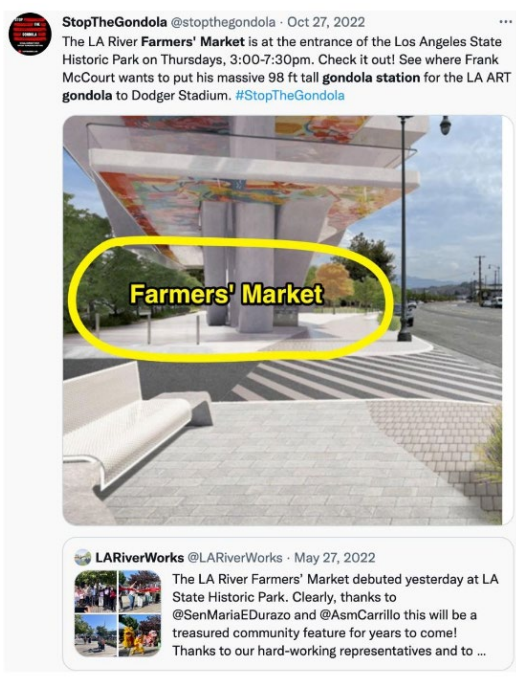 StopTheGondola @stopthegondola · Oct 27, 2022
The LA River Farmers' Market is at the entrance of the Los Angeles State
Historic Park on Thursdays, 3:00-7:30pm. Check it out! See where Frank
McCourt wants to put his massive 98 ft tall gondola station for the LA ART
gondola to Dodger Stadium. #StopTheGondola
Farmers' Market
LARiverWorks @LARiverWorks · May 27, 2022
The LA River Farmers' Market debuted yesterday at LA
State Historic Park. Clearly, thanks to
@SenMariaEDurazo and @AsmCarrillo this will be a
treasured community feature for years to come!
Thanks to our hard-working representatives and to ...